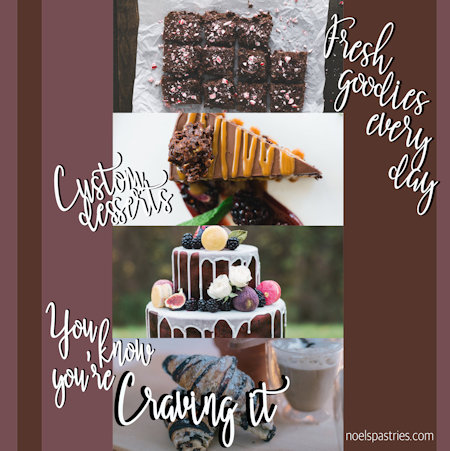 Fresh
goodies
every
day
Custom
desserts
You
know
you're
Craving it
noelspastries.com